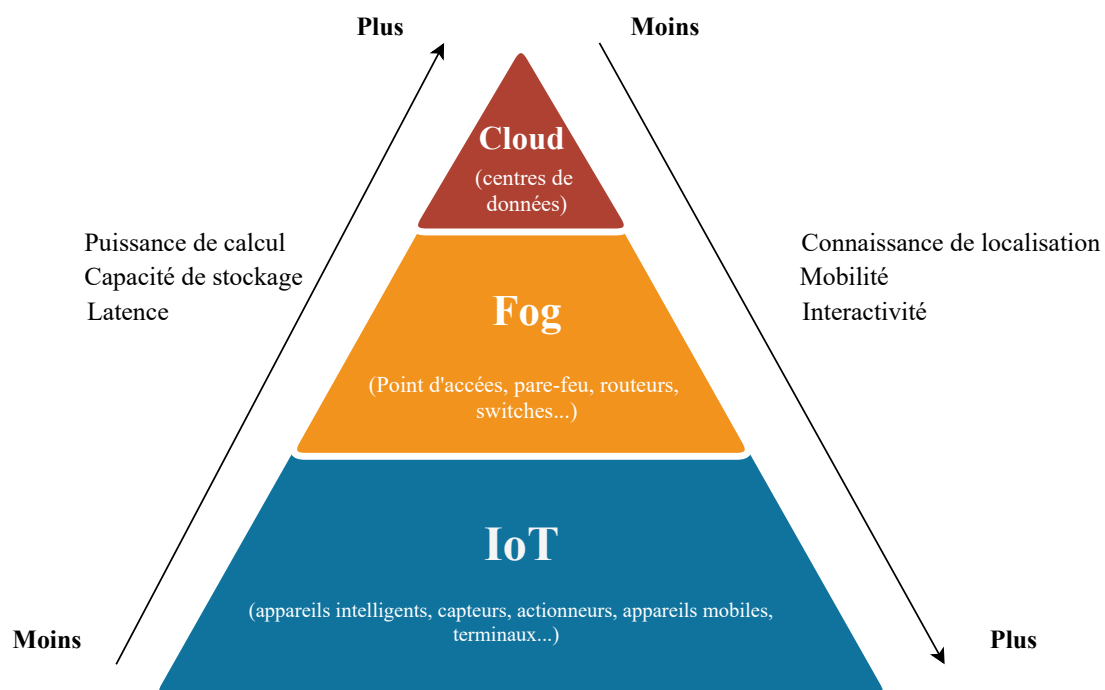 Plus
Moins
Cloud
(centres de
données)
Puissance de calcul
Capacité de stockage
Latence
Connaissance de localisation
Mobilité
Interactivité
Fog
(Point d'accées, pare-feu, routeurs,
switches...)
IoT
(appareils intelligents, capteurs, actionneurs, appareils mobiles,
terminaux...)
Moins
Plus